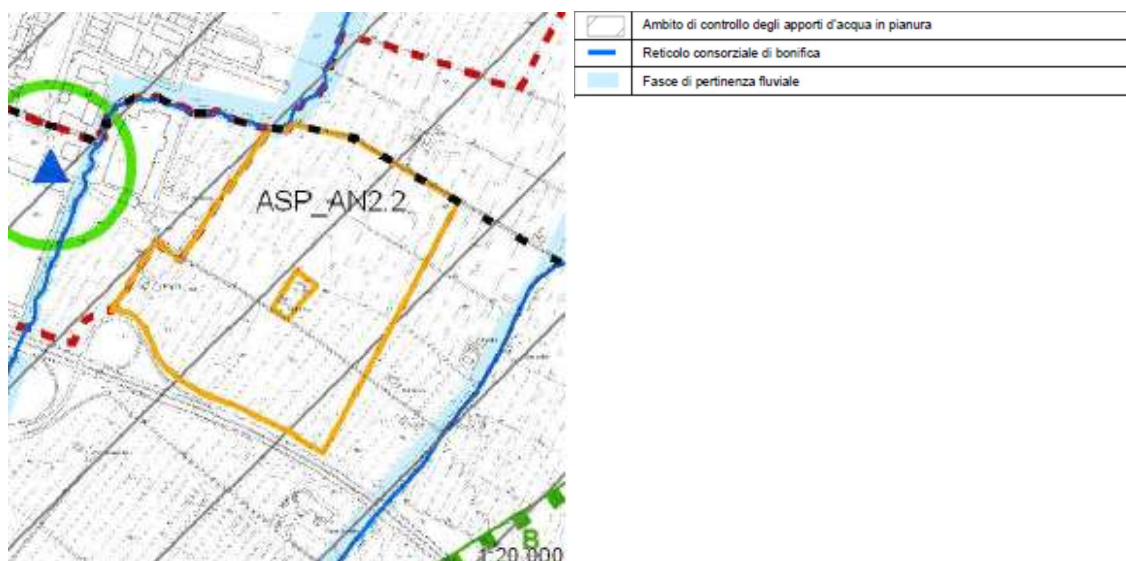 ASP_AN2.2
B
1:20.000
Ambito di controllo degli apporti d'acqua in pianura
Reticolo consorziale di bonifica
Fasce di pertinenza fluviale